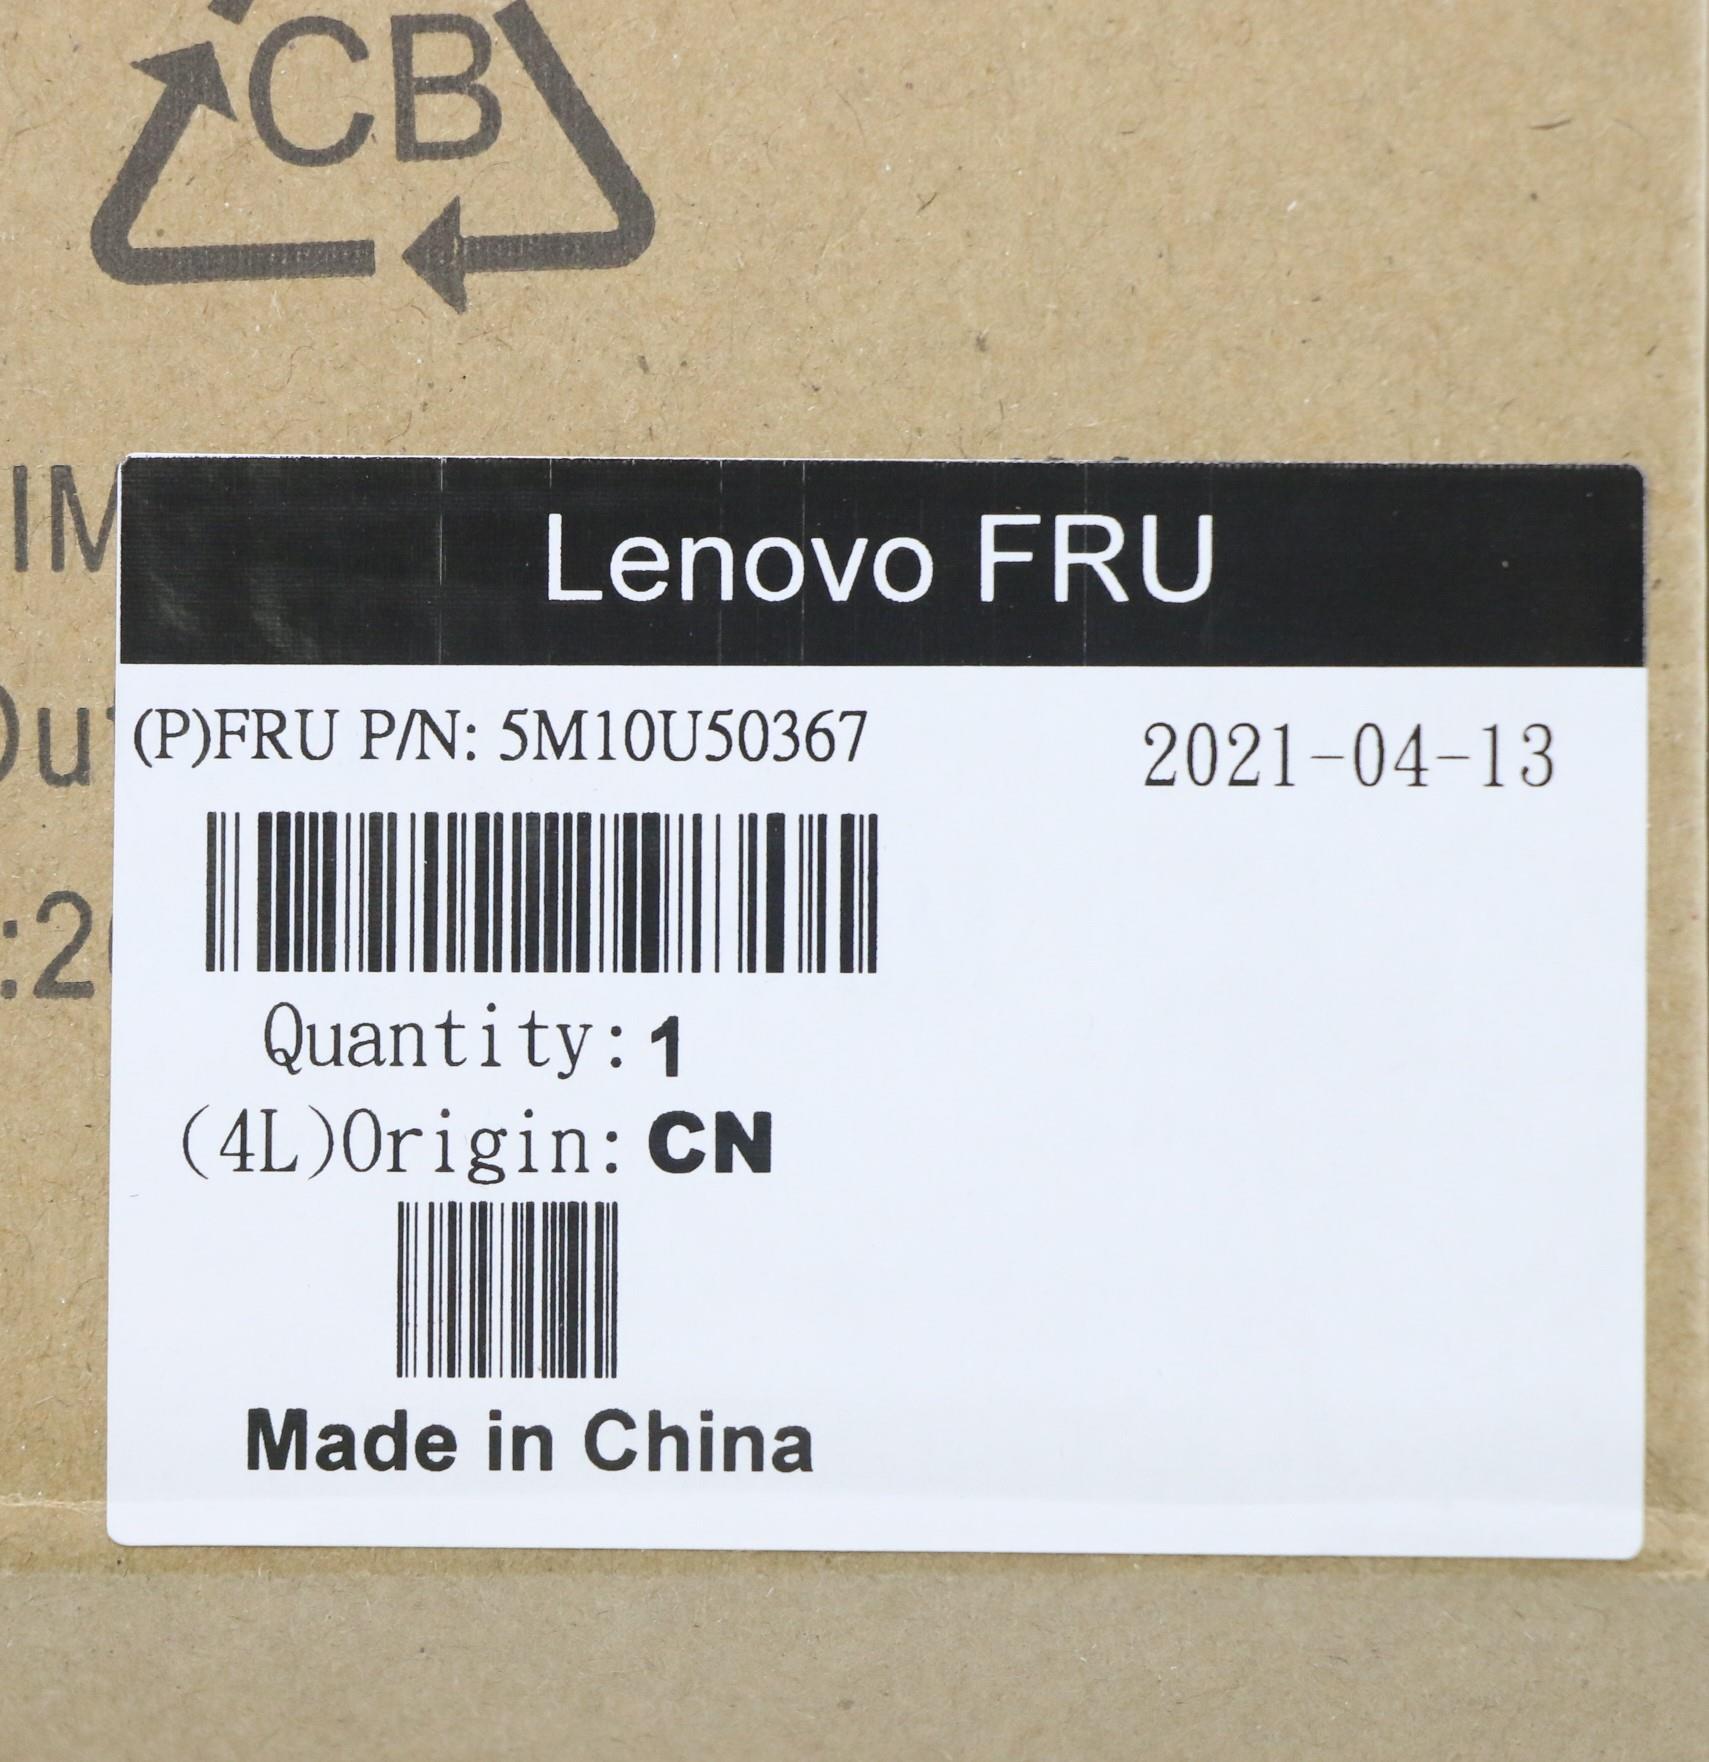 CB
Lenovo FRU
(P)FRU P/N: 5M10U50367
2021-04-13
Quantity: 1
(4L)Origin: CN
Made in China